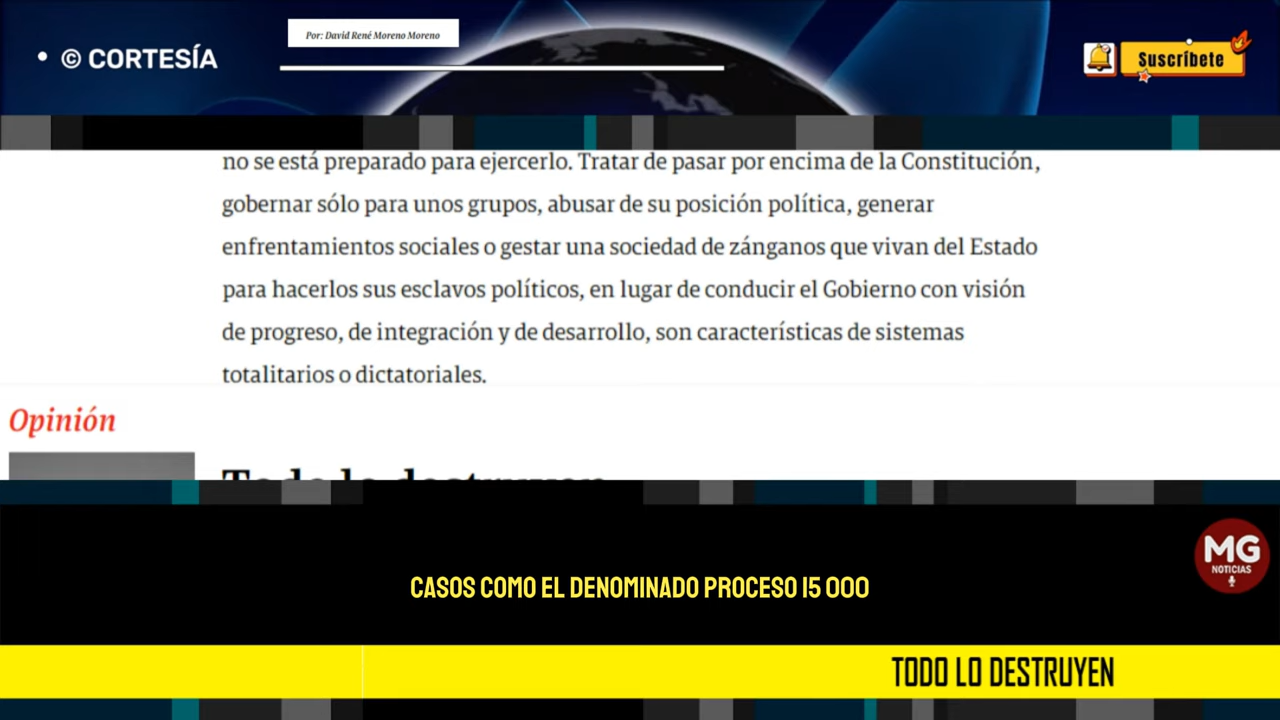 Por: David René Moreno Moreno
• © CORTESÍA
Suscríbete
no se está preparado para ejercerlo. Tratar de pasar por encima de la Constitución,
gobernar sólo para unos grupos, abusar de su posición política, generar
enfrentamientos sociales o gestar una sociedad de zánganos que vivan del Estado
para hacerlos sus esclavos políticos, en lugar de conducir el Gobierno con visión
de progreso, de integración y de desarrollo, son características de sistemas
totalitarios o dictatoriales.
Opinión
Todo lo destruyen
CASOS COMO EL DENOMINADO PROCESO 15 000
MG
NOTICIAS
TODO LO DESTRUYEN